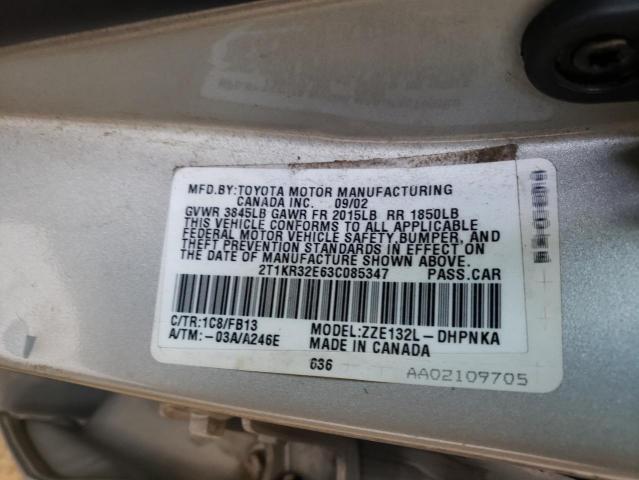 MFD.BY:TOYOTA MOTOR MANUFACTURING
CANADA INC. 09/02
GVWR 3845LB GAWR FR 2015LB RR 1850LB
THIS VEHICLE CONFORMS TO ALL APPLICABLE
FEDERAL MOTOR VEHICLE SAFETY,BUMPER, AND
THEFT PREVENTION STANDARDS IN EFFECT ON
THE DATE OF MANUFACTURE SHOWN ABOVE.
2T1KR32E63C085347 PASS.CAR
C/TR:1C8/FB13 MODEL:ZZE132L-DHPNKA
A/TM:-03A/A246E MADE IN CANADA
636
AA02109705